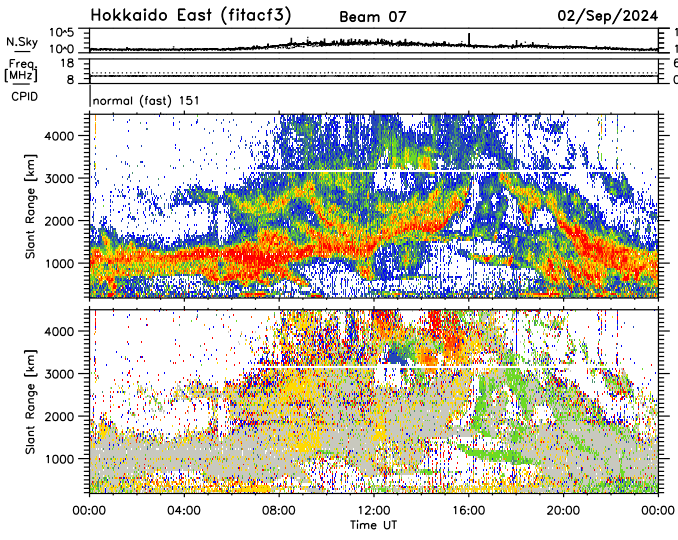 Hokkaido East (fitacf3) Beam 07 02/Sep/2024
N.Sky 10^5 10^0 1 1
Freq. [MHz] 18 8 6 0
CPID normal (fast) 151
Slant Range [km] 4000 3000 2000 1000
Slant Range [km] 4000 3000 2000 1000
00:00 04:00 08:00 12:00 16:00 20:00 00:00
Time UT